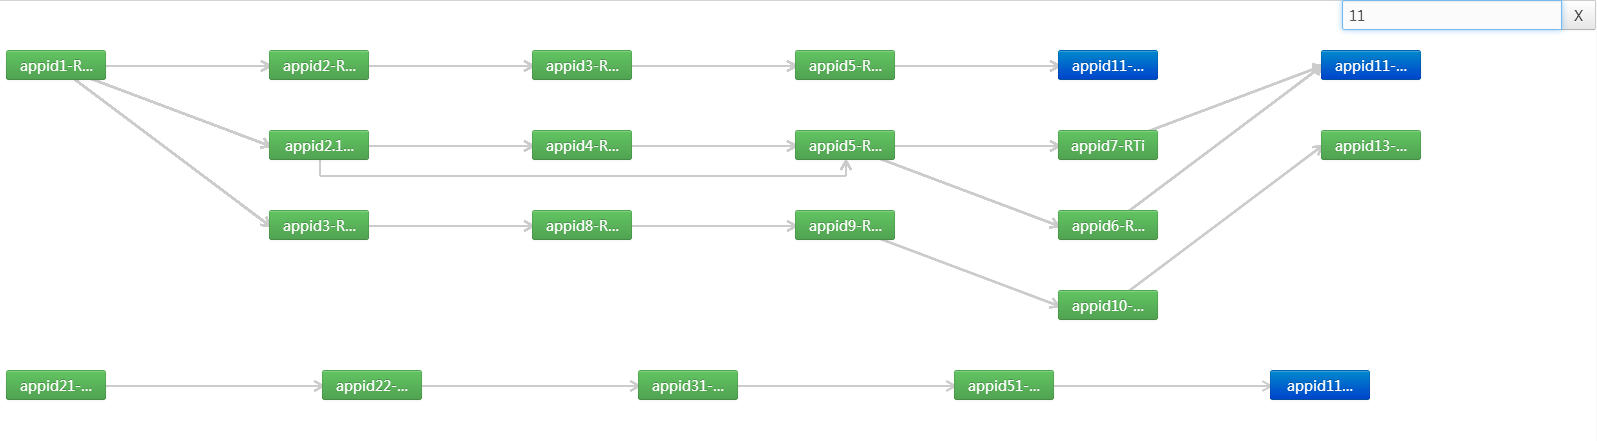 11 X
appid1-R... appid2-R... appid3-R... appid5-R... appid11-... appid11-...
appid2.1... appid4-R... appid5-R... appid7-RTi appid13-...
appid3-R... appid8-R... appid9-R... appid6-R...
appid10-...
appid21-... appid22-... appid31-... appid51-... appid11...